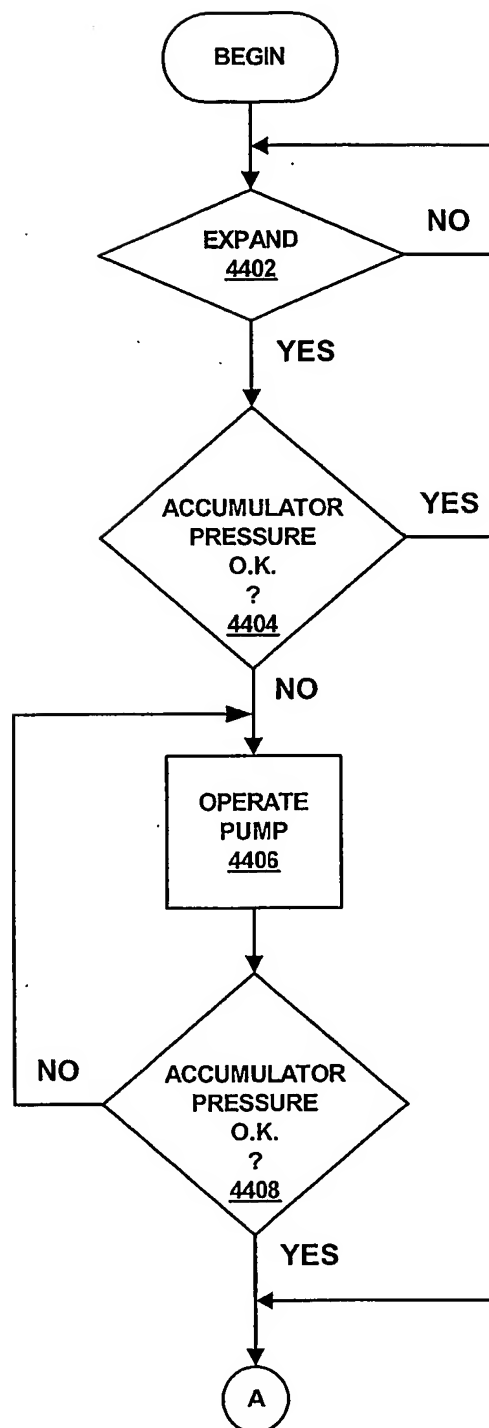 BEGIN
EXPAND
4402
NO
YES
ACCUMULATOR
PRESSURE
O.K.
?
4404
YES
NO
OPERATE
PUMP
4406
ACCUMULATOR
PRESSURE
O.K.
?
4408
NO
YES
A